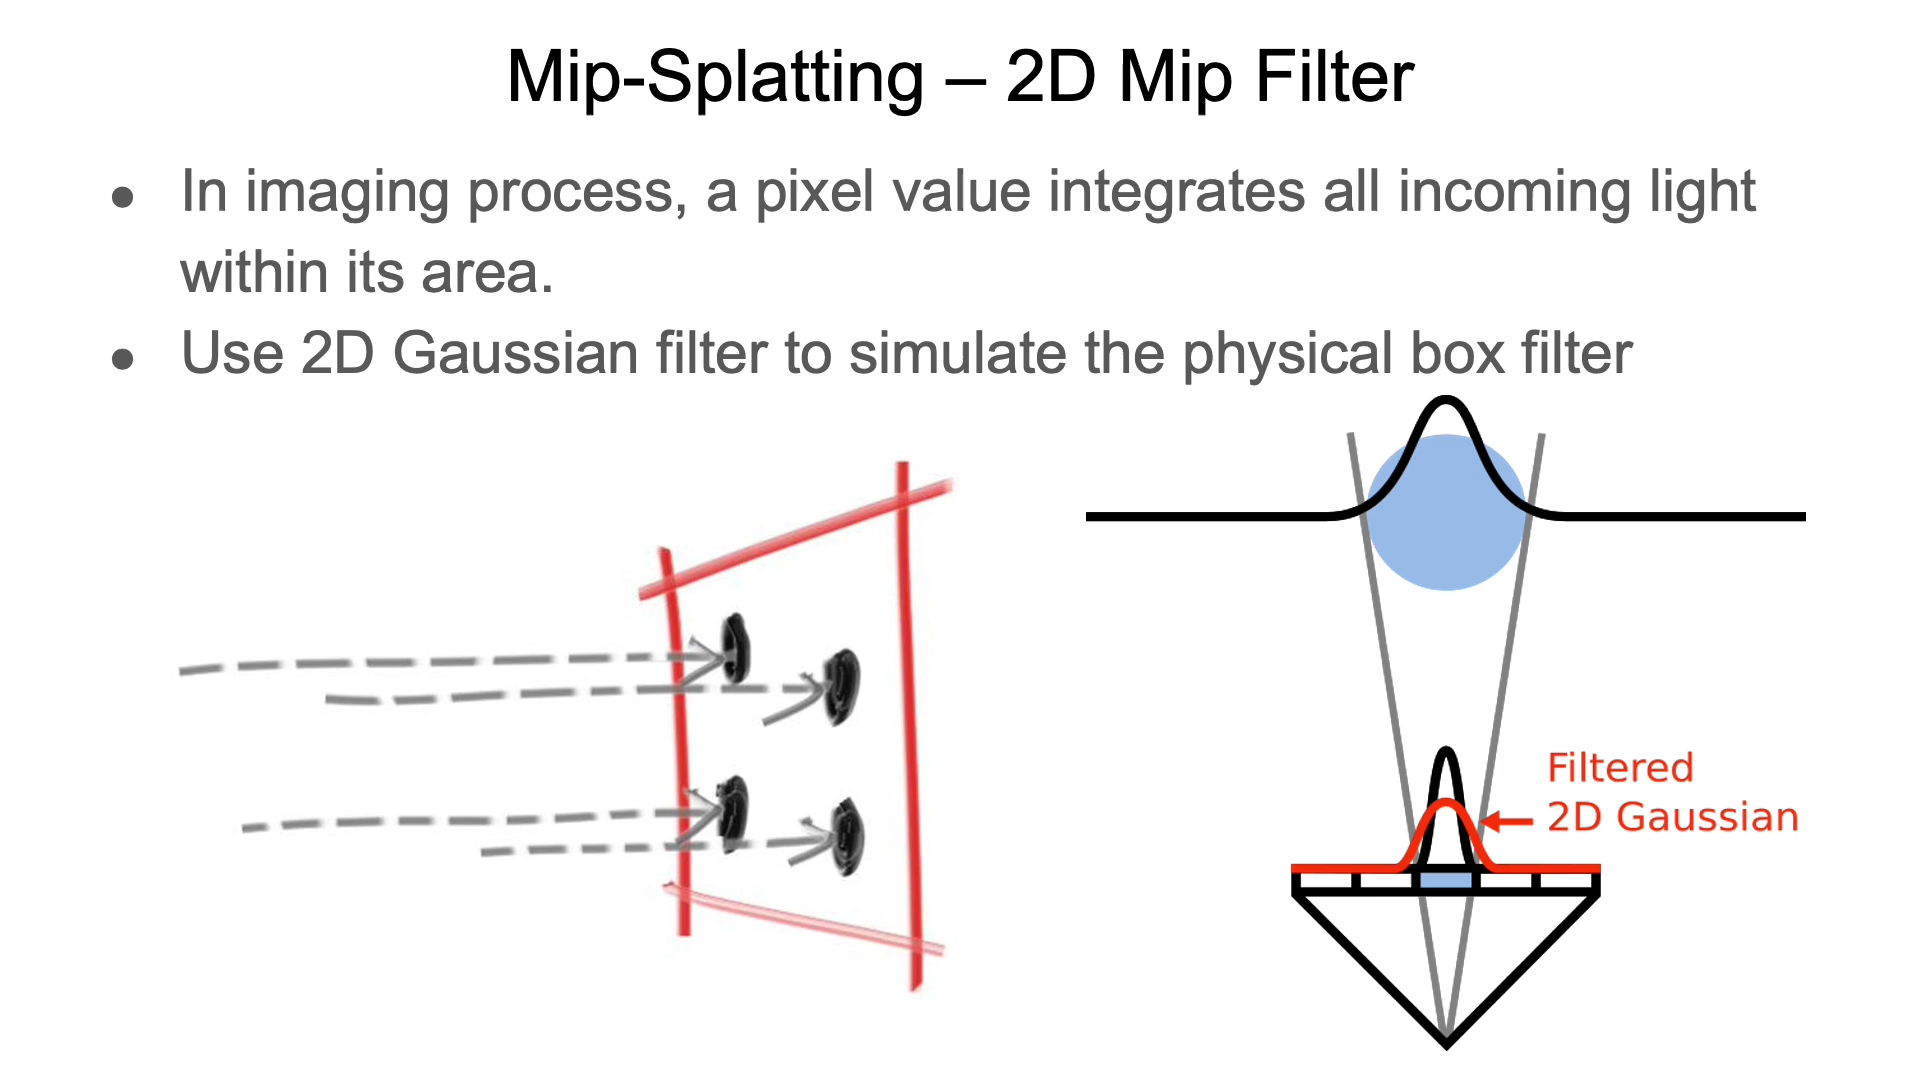 Mip-Splatting – 2D Mip Filter
● In imaging process, a pixel value integrates all incoming light
within its area.
● Use 2D Gaussian filter to simulate the physical box filter
Filtered
2D Gaussian